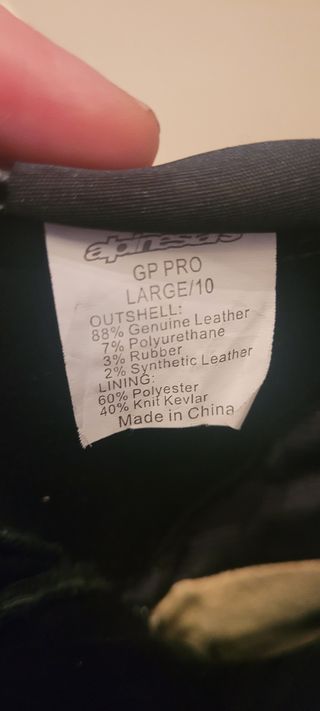 alpinestars
GP PRO
LARGE/10
OUTSHELL:
88% Genuine Leather
7% Polyurethane
3% Rubber
2% Synthetic Leather
LINING:
60% Polyester
40% Knit Kevlar
Made in China